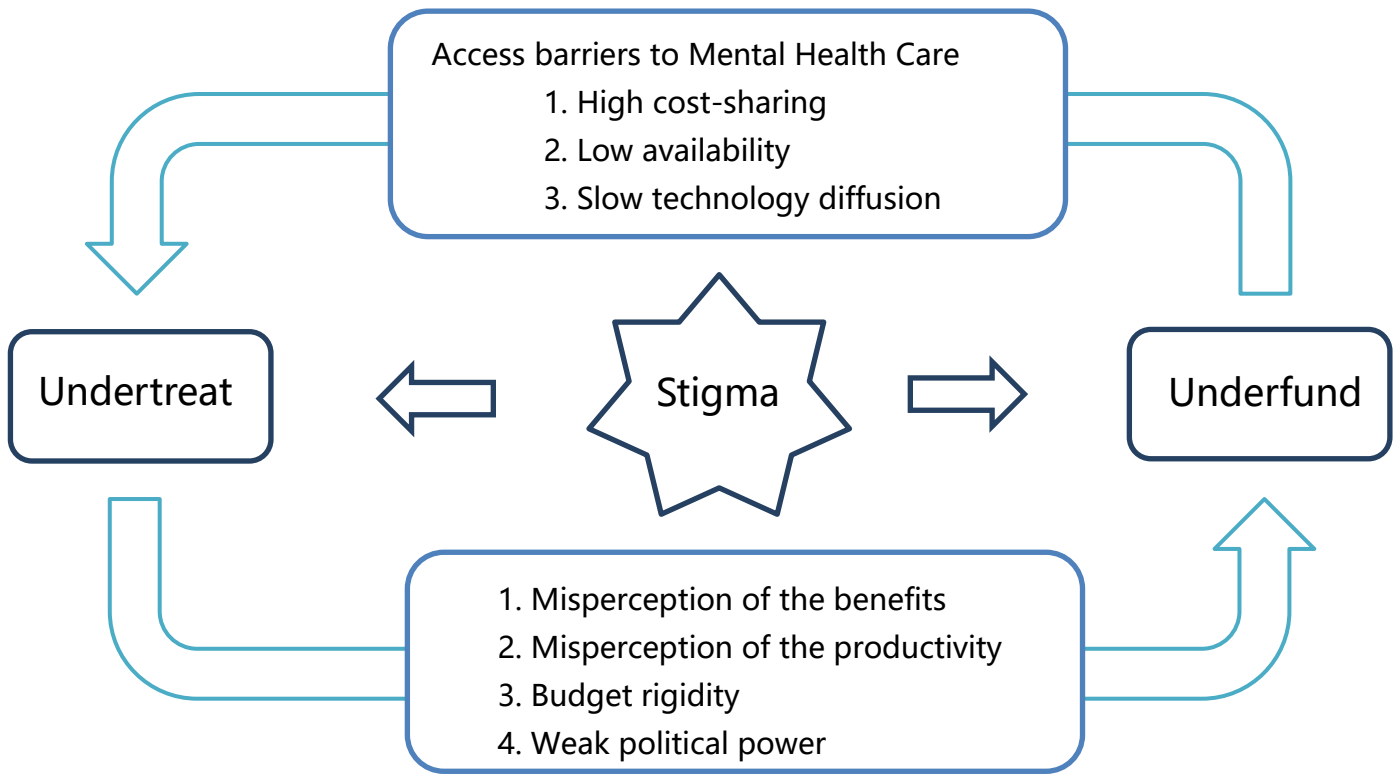 Access barriers to Mental Health Care
1. High cost-sharing
2. Low availability
3. Slow technology diffusion
Undertreat
Stigma
Underfund
1. Misperception of the benefits
2. Misperception of the productivity
3. Budget rigidity
4. Weak political power